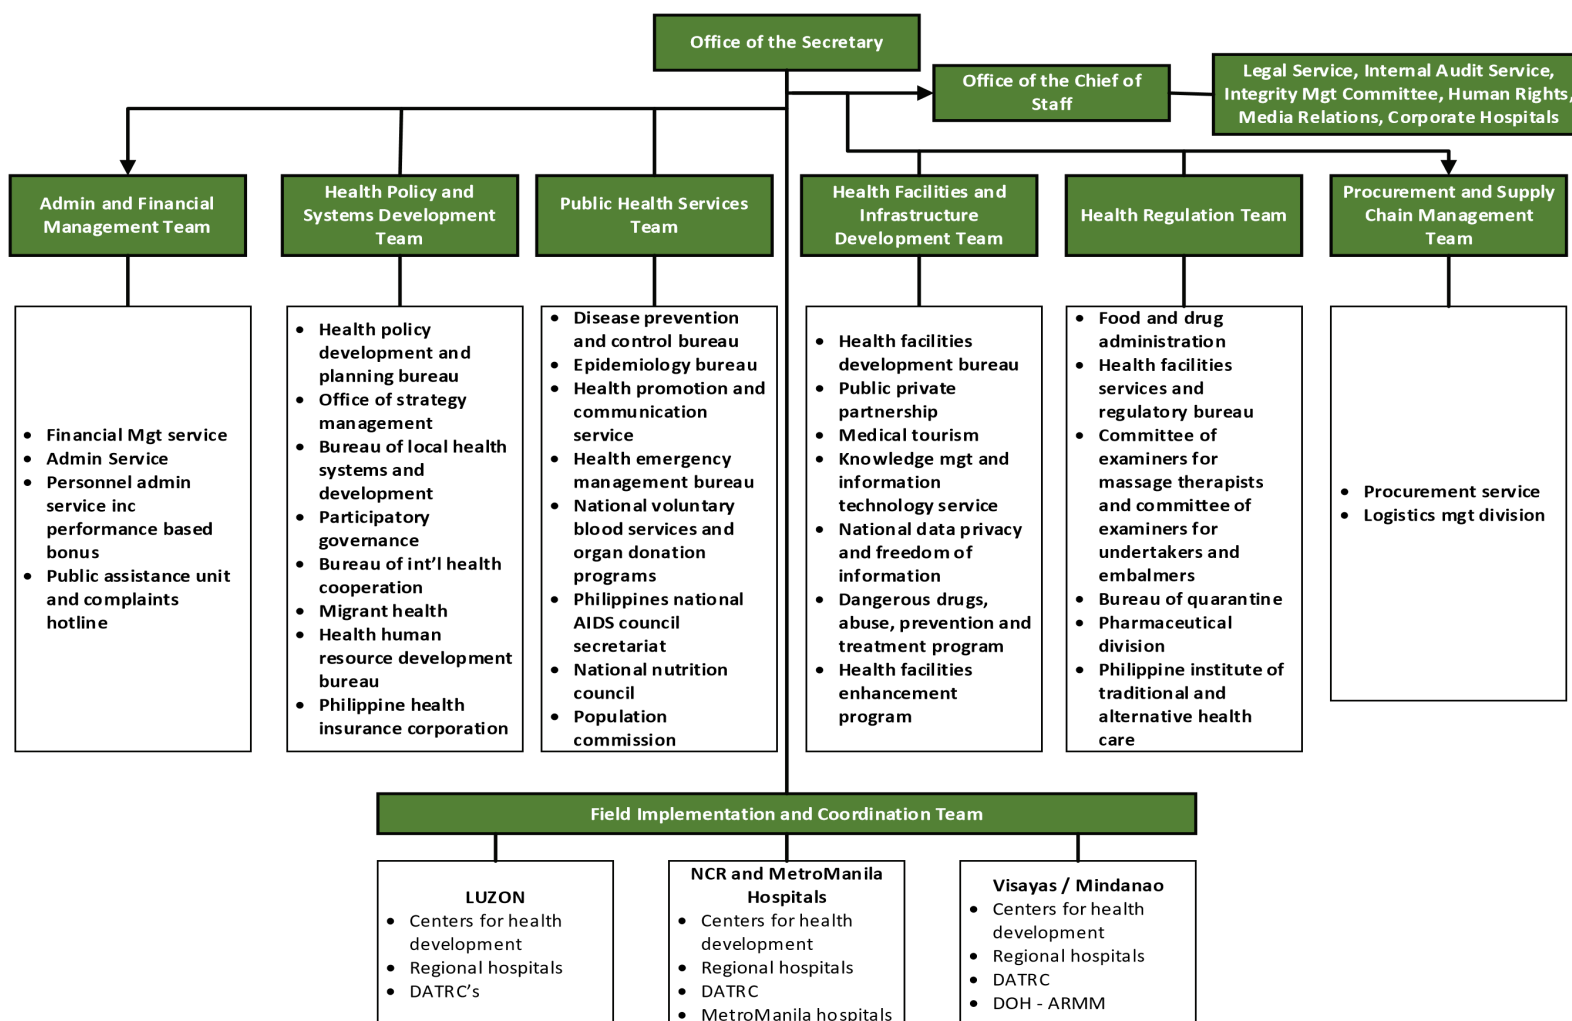 Office of the Secretary
Office of the Chief of
Staff
Legal Service, Internal Audit Service,
Integrity Mgt Committee, Human Rights,
Media Relations, Corporate Hospitals
Admin and Financial
Management Team
Health Policy and
Systems Development
Team
Public Health Services
Team
Health Facilities and
Infrastructure
Development Team
Health Regulation Team
Procurement and Supply
Chain Management
Team
• Financial Mgt service
• Admin Service
• Personnel admin
service inc
performance based
bonus
• Public assistance unit
and complaints
hotline
• Health policy
development and
planning bureau
• Office of strategy
management
• Bureau of local health
systems and
development
• Participatory
governance
• Bureau of int’l health
cooperation
• Migrant health
• Health human
resource development
bureau
• Philippine health
insurance corporation
• Disease prevention
and control bureau
• Epidemiology bureau
• Health promotion and
communication
service
• Health emergency
management bureau
• National voluntary
blood services and
organ donation
programs
• Philippines national
AIDS council
secretariat
• National nutrition
council
• Population
commission
• Health facilities
development bureau
• Public private
partnership
• Medical tourism
• Knowledge mgt and
information
technology service
• National data privacy
and freedom of
information
• Dangerous drugs,
abuse, prevention and
treatment program
• Health facilities
enhancement
program
• Food and drug
administration
• Health facilities
services and
regulatory bureau
• Committee of
examiners for
massage therapists
and committee of
examiners for
undertakers and
embalmers
• Bureau of quarantine
• Pharmaceutical
division
• Philippine institute of
traditional and
alternative health
care
• Procurement service
• Logistics mgt division
Field Implementation and Coordination Team
LUZON
• Centers for health
development
• Regional hospitals
• DATRC’s
NCR and MetroManila
Hospitals
• Centers for health
development
• Regional hospitals
• DATRC
• MetroManila hospitals
Visayas / Mindanao
• Centers for health
development
• Regional hospitals
• DATRC
• DOH - ARMM